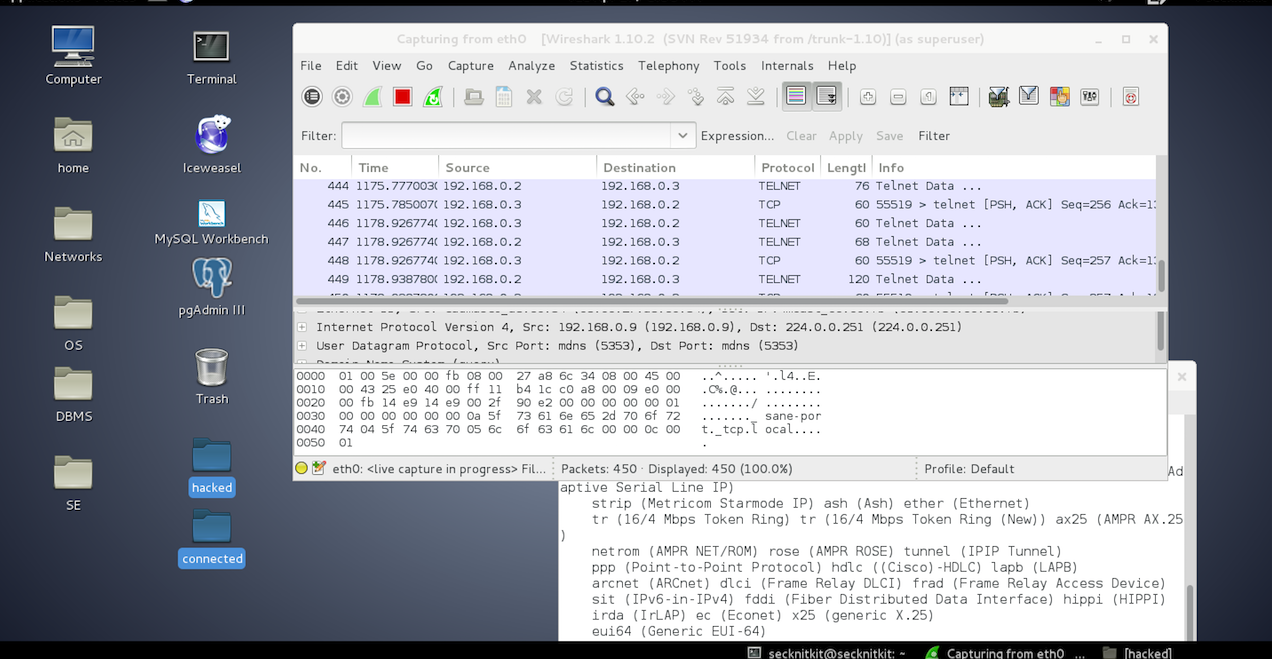 Computer
Terminal
home
Iceweasel
Networks
MySQL Workbench
pgAdmin III
OS
Trash
DBMS
hacked
SE
connected
Capturing from eth0 [Wireshark 1.10.2 (SVN Rev 51934 from /trunk-1.10)] (as superuser)
File Edit View Go Capture Analyze Statistics Telephony Tools Internals Help
Filter: Expression... Clear Apply Save Filter
No. Time Source Destination Protocol Lengtl Info
444 1175.7770030 192.168.0.2 192.168.0.3 TELNET 76 Telnet Data ...
445 1175.7850070 192.168.0.3 192.168.0.2 TCP 60 55519 > telnet [PSH, ACK] Seq=256 Ack=13
446 1178.9267740 192.168.0.3 192.168.0.2 TELNET 60 Telnet Data ...
447 1178.9267740 192.168.0.2 192.168.0.3 TELNET 68 Telnet Data ...
448 1178.9267740 192.168.0.3 192.168.0.2 TCP 60 55519 > telnet [PSH, ACK] Seq=257 Ack=13
449 1178.9387800 192.168.0.2 192.168.0.3 TELNET 120 Telnet Data ...
Internet Protocol Version 4, Src: 192.168.0.9 (192.168.0.9), Dst: 224.0.0.251 (224.0.0.251)
User Datagram Protocol, Src Port: mdns (5353), Dst Port: mdns (5353)
Domain Name System (query)
0000 01 00 5e 00 00 fb 08 00 27 a8 6c 34 08 00 45 00 ..^..... '.l4..E.
0010 00 43 25 e0 40 00 ff 11 b4 1c c0 a8 00 09 e0 00 .C%.@... ........
0020 00 fb 14 e9 14 e9 00 2f 90 e2 00 00 00 00 00 01 ......./ ........
0030 00 00 00 00 00 00 0a 5f 73 61 6e 65 2d 70 6f 72 ......._ sane-por
0040 74 04 5f 74 63 70 05 6c 6f 63 61 6c 00 00 0c 00 t._tcp.l ocal....
0050 01 .
eth0: <live capture in progress> Fil... Packets: 450 · Displayed: 450 (100.0%) Profile: Default
Ad
aptive Serial Line IP)
strip (Metricom Starmode IP) ash (Ash) ether (Ethernet)
tr (16/4 Mbps Token Ring) tr (16/4 Mbps Token Ring (New)) ax25 (AMPR AX.25
)
netrom (AMPR NET/ROM) rose (AMPR ROSE) tunnel (IPIP Tunnel)
ppp (Point-to-Point Protocol) hdlc ((Cisco)-HDLC) lapb (LAPB)
arcnet (ARCnet) dlci (Frame Relay DLCI) frad (Frame Relay Access Device)
sit (IPv6-in-IPv4) fddi (Fiber Distributed Data Interface) hippi (HIPPI)
irda (IrLAP) ec (Econet) x25 (generic X.25)
eui64 (Generic EUI-64)
secknitkit@secknitkit: ~ Capturing from eth0 ... [hacked]